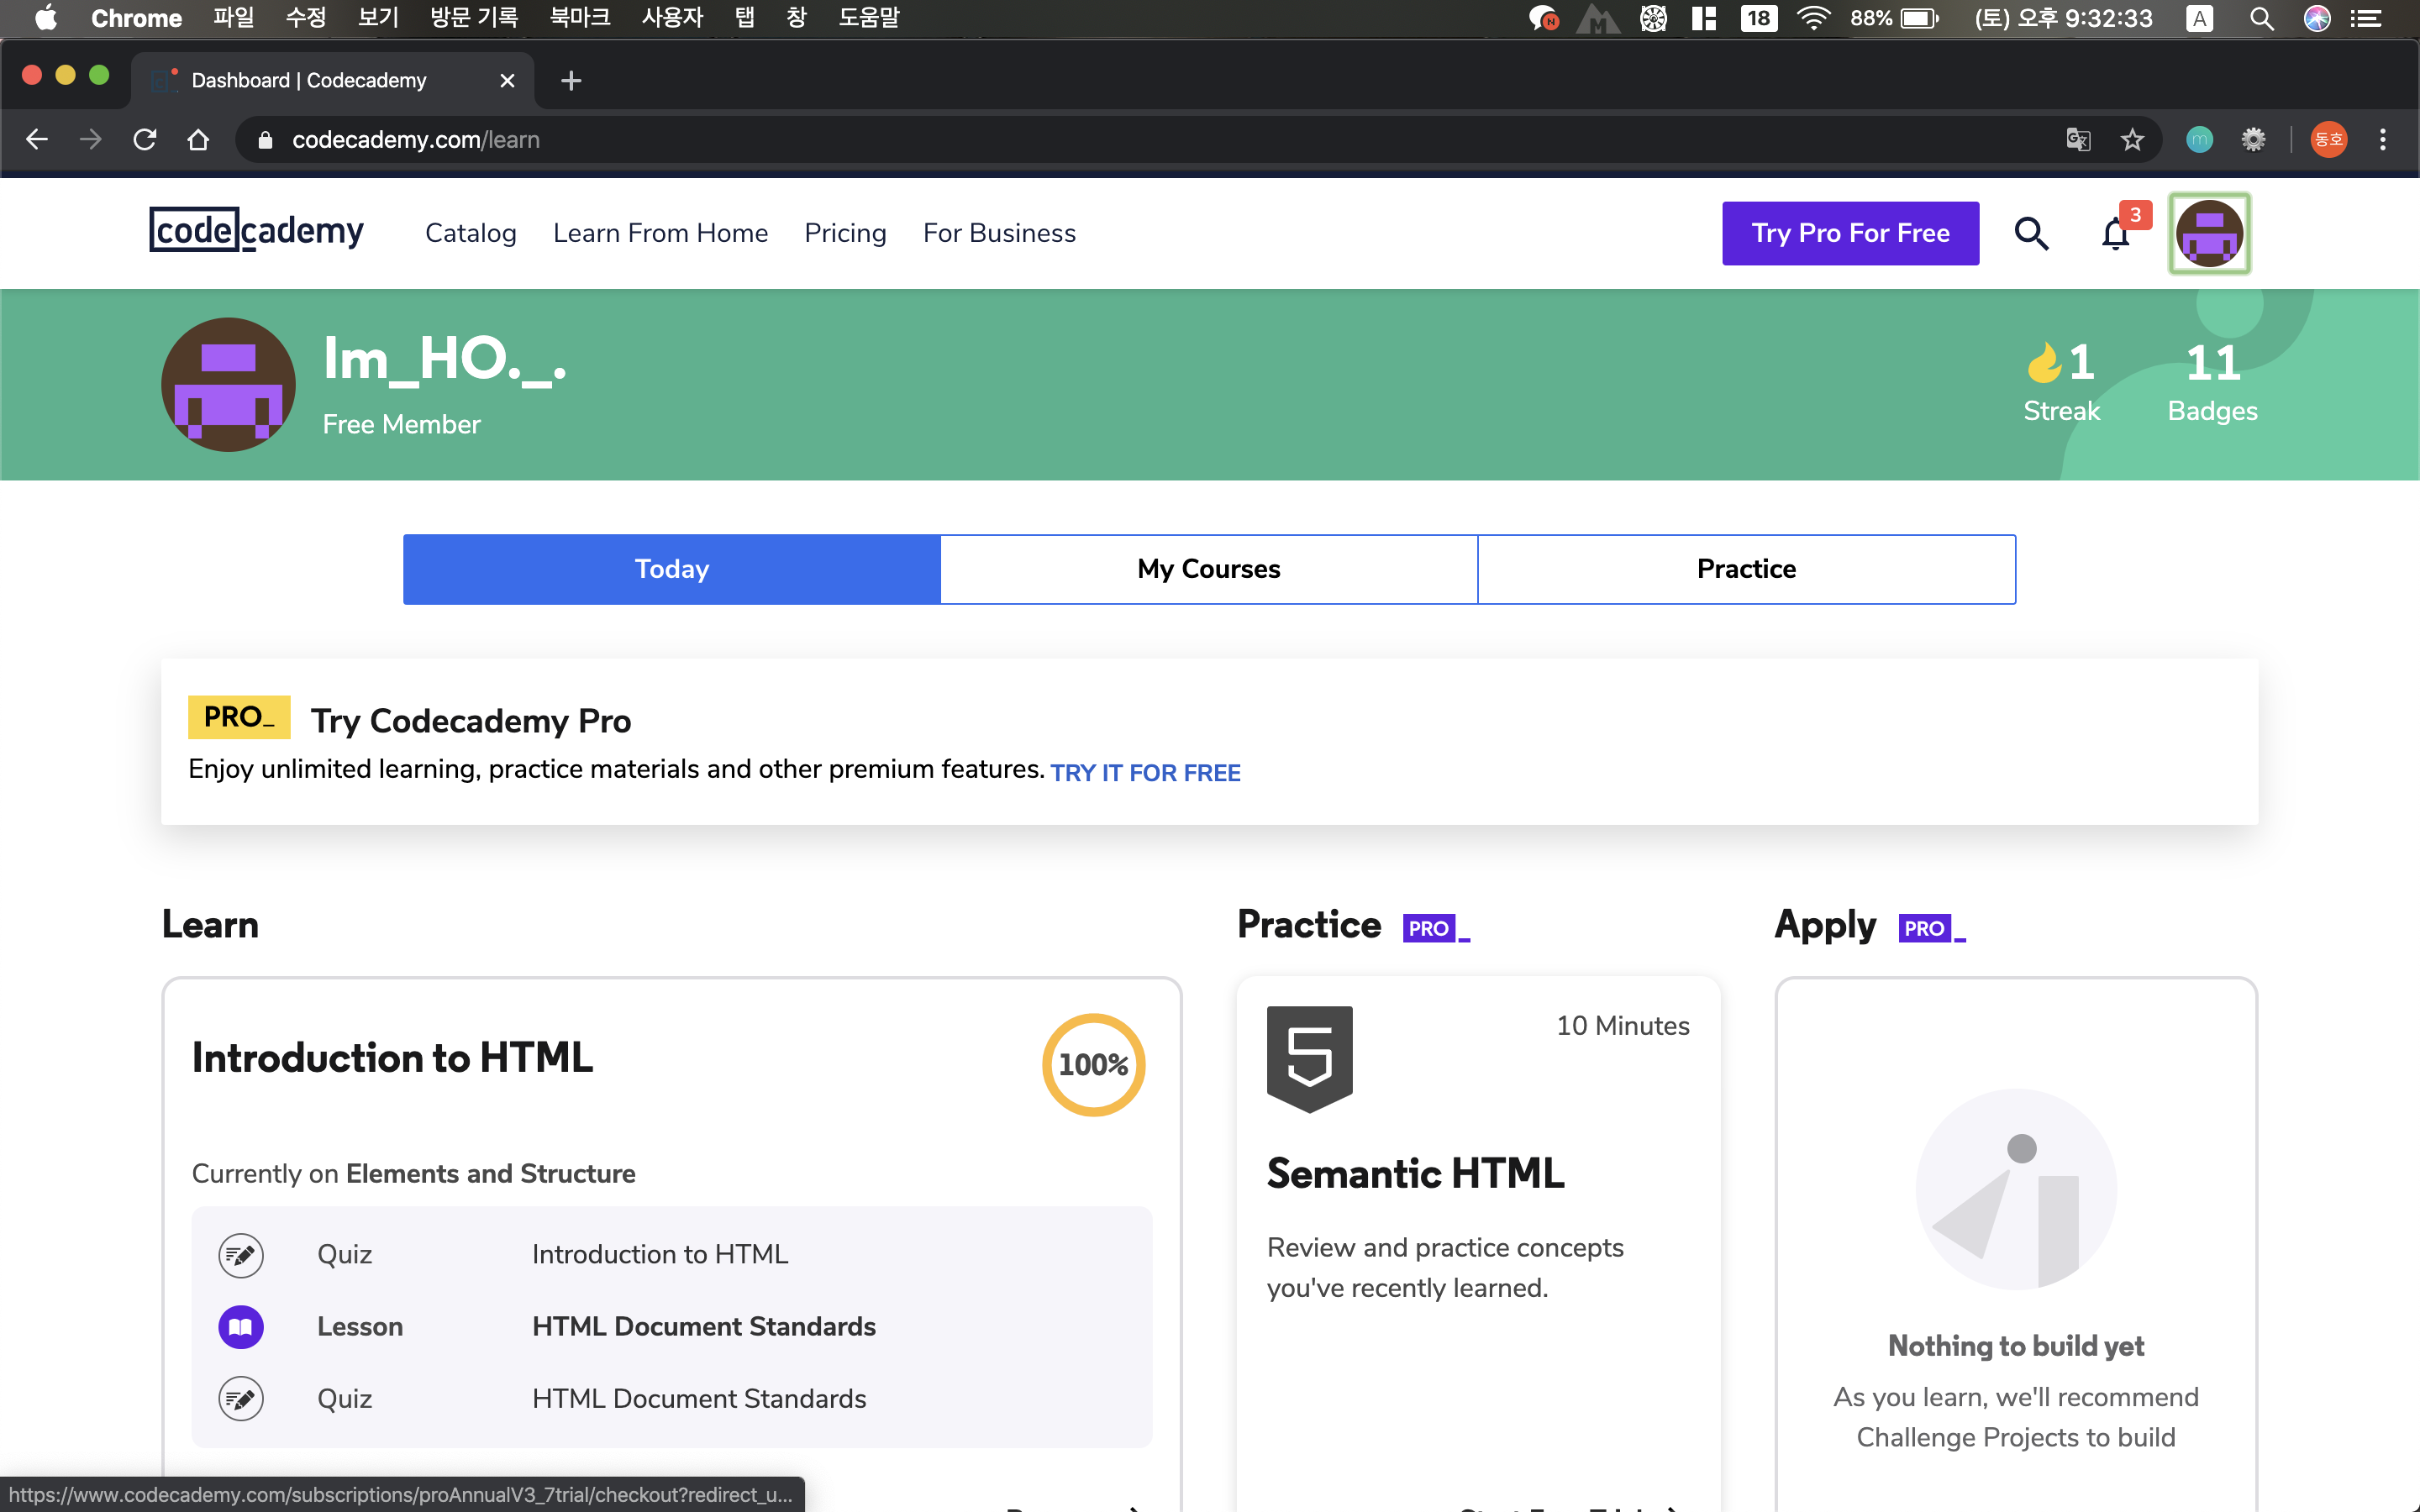 Chrome 파일 수정 보기 방문 기록 북마크 사용자 탭 창 도움말 N 18 88% (토) 오후 9:32:33 A
Dashboard | Codecademy
codecademy.com/learn m 동호
codecademy Catalog Learn From Home Pricing For Business Try Pro For Free 3
Im_HO._. 1 11
Free Member Streak Badges
Today My Courses Practice
PRO_ Try Codecademy Pro
Enjoy unlimited learning, practice materials and other premium features. TRY IT FOR FREE
Learn
Introduction to HTML 100%
Currently on Elements and Structure
Quiz Introduction to HTML
Lesson HTML Document Standards
Quiz HTML Document Standards
Practice PRO_
5 10 Minutes
Semantic HTML
Review and practice concepts
you've recently learned.
Apply PRO_
Nothing to build yet
As you learn, we'll recommend
Challenge Projects to build
https://www.codecademy.com/subscriptions/proAnnualV3_7trial/checkout?redirect_u...